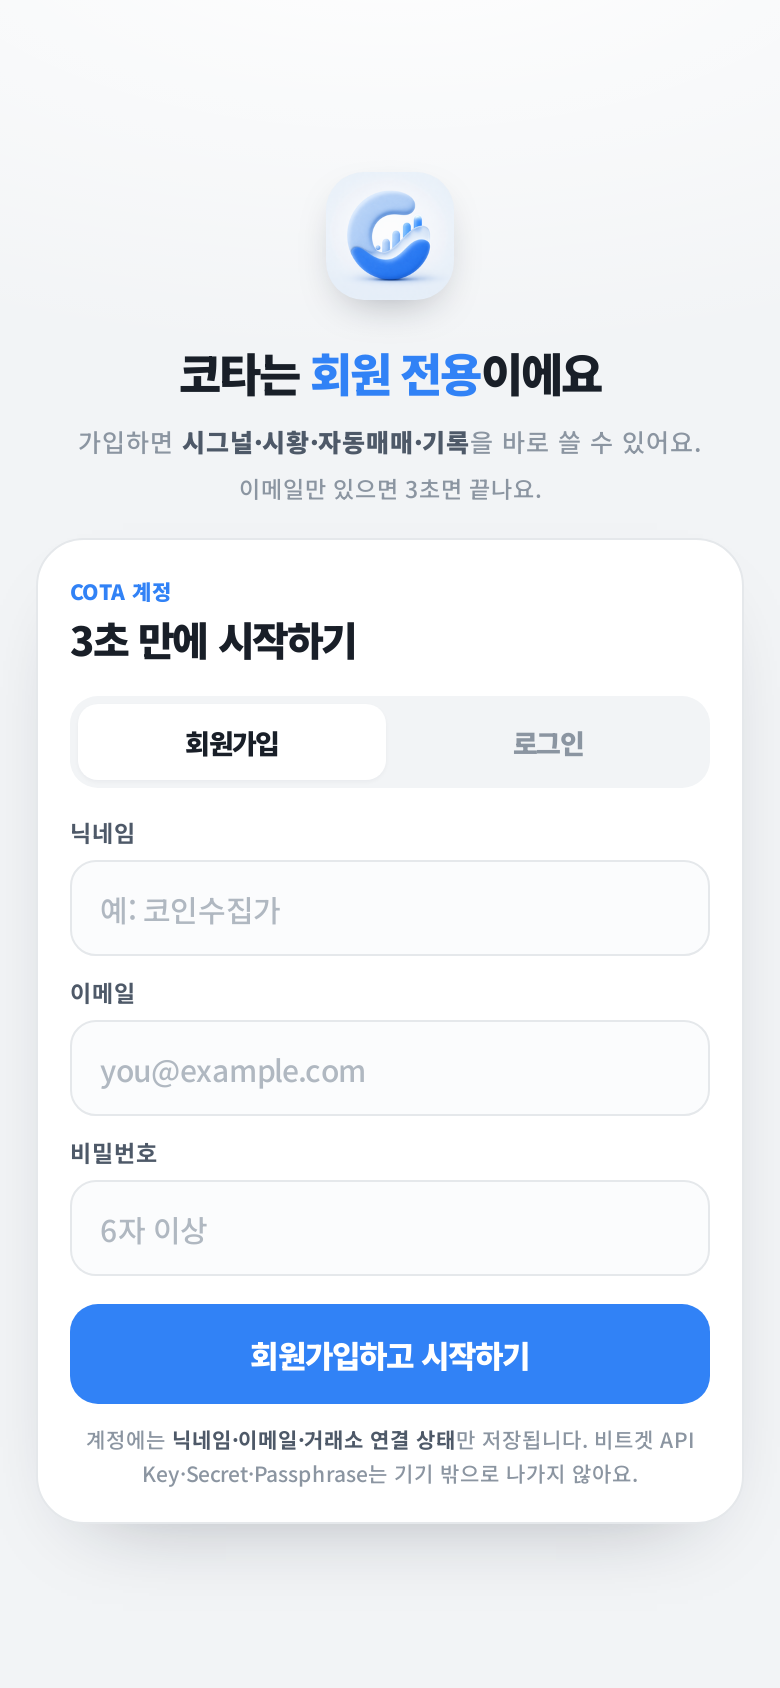 코타는 회원 전용이에요
가입하면 시그널·시황·자동매매·기록을 바로 쓸 수 있어요.
이메일만 있으면 3초면 끝나요.
COTA 계정
3초 만에 시작하기
회원가입
로그인
닉네임
예: 코인수집가
이메일
you@example.com
비밀번호
6자 이상
회원가입하고 시작하기
계정에는 닉네임·이메일·거래소 연결 상태만 저장됩니다. 비트겟 API
Key·Secret·Passphrase는 기기 밖으로 나가지 않아요.